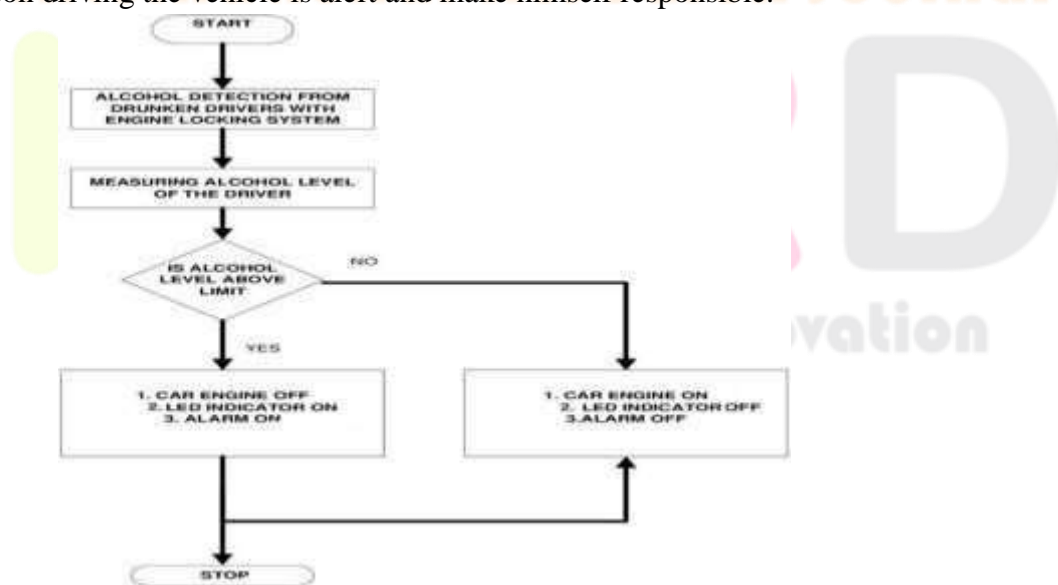 driving the vehicle is alert and make himself responsible.
START
ALCOHOL DETECTION FROM
DRUNKEN DRIVERS WITH
ENGINE LOCKING SYSTEM
MEASURING ALCOHOL LEVEL
OF THE DRIVER
IS ALCOHOL
LEVEL ABOVE
LIMIT
NO
YES
1. CAR ENGINE OFF
2. LED INDICATOR ON
3. ALARM ON
1. CAR ENGINE ON
2. LED INDICATOR OFF
3.ALARM OFF
STOP